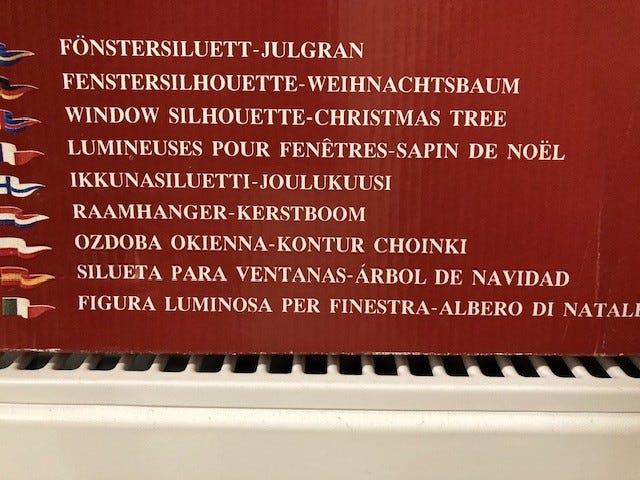 FÖNSTERSILUETT-JULGRAN
FENSTERSILHOUETTE-WEIHNACHTSBAUM
WINDOW SILHOUETTE-CHRISTMAS TREE
LUMINEUSES POUR FENÊTRES-SAPIN DE NOËL
IKKUNASILUETTI-JOULUKUUSI
RAAMHANGER-KERSTBOOM
OZDOBA OKIENNA-KONTUR CHOINKI
SILUETA PARA VENTANAS-ÁRBOL DE NAVIDAD
FIGURA LUMINOSA PER FINESTRA-ALBERO DI NATALE